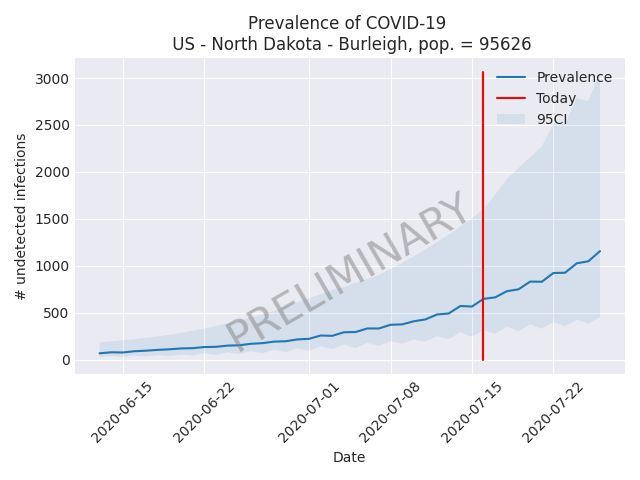 Prevalence of COVID-19
US - North Dakota - Burleigh, pop. = 95626
3000
2500
2000
1500
1000
500
0
# undetected infections
Prevalence
Today
95CI
PRELIMINARY
2020-06-15
2020-06-22
2020-07-01
2020-07-08
2020-07-15
2020-07-22
Date